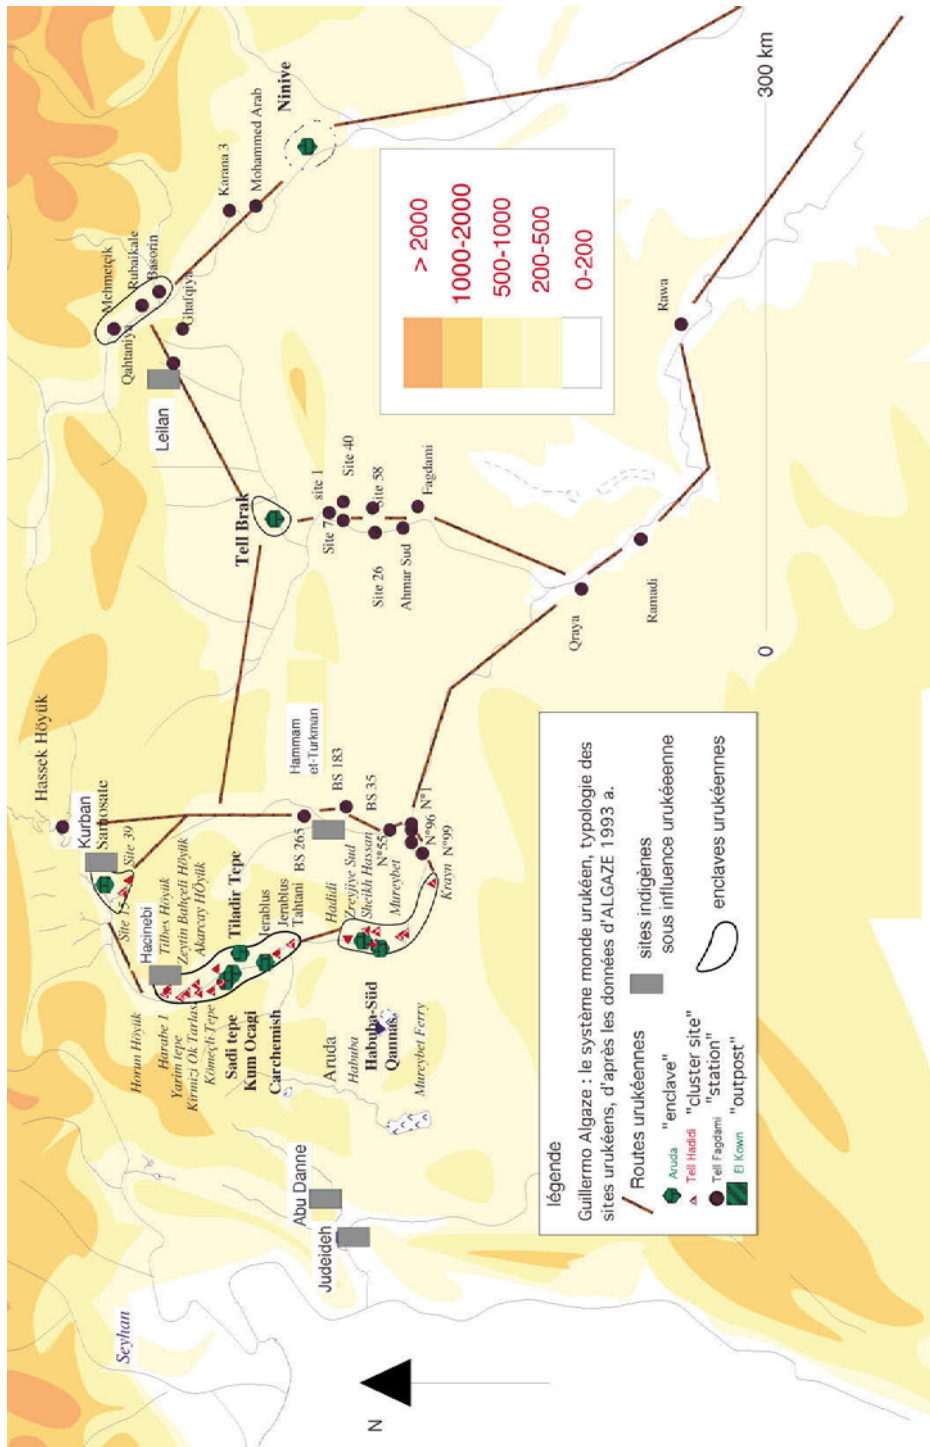 Seyhan
N
Judeideh
Abu Danne
Hassek Höyük
Kurban
Samosate
Site 39
Site 15
Hacinebi
Tilbes Höyük
Zeytin Bahçeli Höyük
Akarcay HÖyük
Tiladir Tepe
Jerablus
Jerablus
Tahtani
Horum Höyük
Harabe 1
Yarim tepe
Kirmizi Ok Tarlasi
Kömeçli Tepe
Sadi tepe
Kum Ocagi
Carchemish
Aruda
Habuba
Habuba-Süd
Qannas
Mureybet Ferry
Hadidi
Zreyjiye Sud
Sheikh Hassan
Mureybet
Krayn
N°99
N°96
N°1
N°55
BS 35
BS 183
BS 265
Hammam
et-Turkman
Tell Brak
site 1
Site 40
Site 7
Site 58
Site 26
Ahmar Sud
Fagdami
Leilan
Qahtaniya
Mehmetçik
Rubaikale
Basorin
Ghafqiya
Karana 3
Mohammed Arab
Ninive
Qraya
Ramadi
Rawa
> 2000
1000-2000
500-1000
200-500
0-200
0
300 km
légende
Guillermo Algaze : le système monde urukéen, typologie des
sites urukéens, d'après les données d'ALGAZE 1993 a.
Routes urukéennes
Aruda "enclave"
Tell Hadidi "cluster site"
Tell Fagdami "station"
El Kown "outpost"
sites indigènes
sous influence urukéeenne
enclaves urukéennes